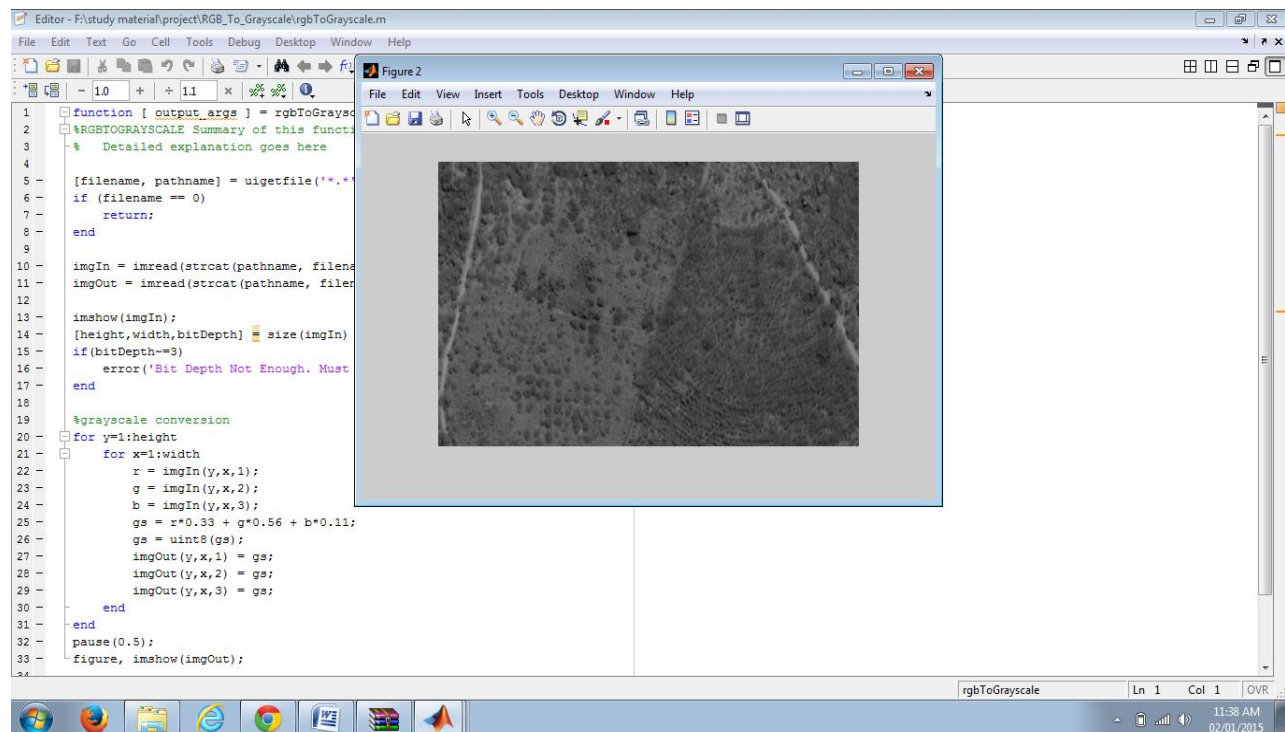 Editor - F:\study material\project\RGB_To_Grayscale\rgbToGrayscale.m
File Edit Text Go Cell Tools Debug Desktop Window Help
- 1.0 + ÷ 1.1 ×
1 function [ output_args ] = rgbToGraysc
2 %RGBTOGRAYSCALE Summary of this functi
3 % Detailed explanation goes here
4
5 - [filename, pathname] = uigetfile('*.*'
6 - if (filename == 0)
7 - return;
8 - end
9
10 - imgIn = imread(strcat(pathname, filena
11 - imgOut = imread(strcat(pathname, filen
12
13 - imshow(imgIn);
14 - [height,width,bitDepth] = size(imgIn)
15 - if(bitDepth~=3)
16 - error('Bit Depth Not Enough. Must
17 - end
18
19 %grayscale conversion
20 - for y=1:height
21 - for x=1:width
22 - r = imgIn(y,x,1);
23 - g = imgIn(y,x,2);
24 - b = imgIn(y,x,3);
25 - gs = r*0.33 + g*0.56 + b*0.11;
26 - gs = uint8(gs);
27 - imgOut(y,x,1) = gs;
28 - imgOut(y,x,2) = gs;
29 - imgOut(y,x,3) = gs;
30 - end
31 - end
32 - pause(0.5);
33 - figure, imshow(imgOut);
34
Figure 2
File Edit View Insert Tools Desktop Window Help
rgbToGrayscale Ln 1 Col 1 OVR
11:38 AM
02/01/2015